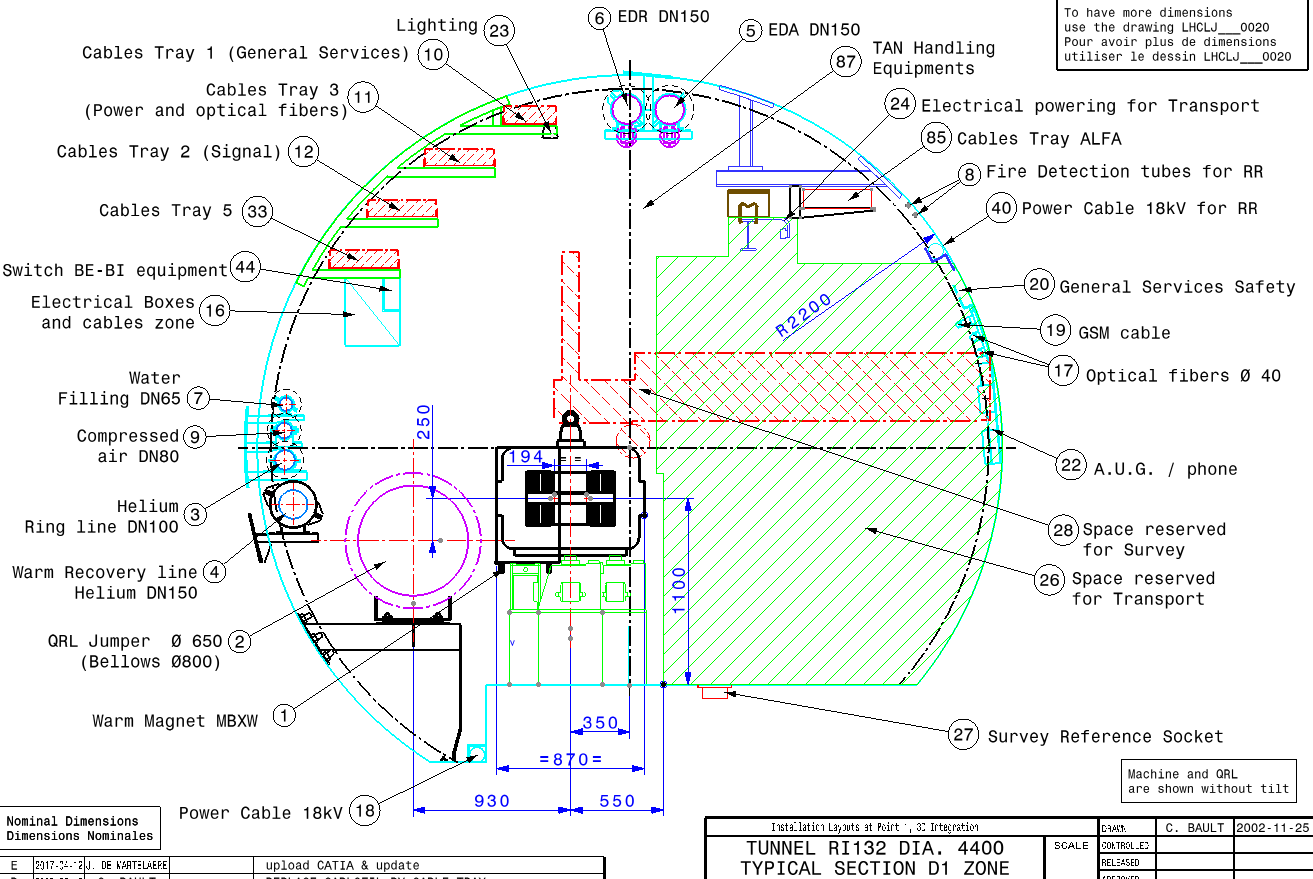 To have more dimensions
use the drawing LHCLJ___0020
Pour avoir plus de dimensions
utiliser le dessin LHCLJ___0020
Lighting 23
6 EDR DN150
5 EDA DN150
Cables Tray 1 (General Services) 10
87 TAN Handling
Equipments
Cables Tray 3
(Power and optical fibers) 11
24 Electrical powering for Transport
85 Cables Tray ALFA
Cables Tray 2 (Signal) 12
8 Fire Detection tubes for RR
Cables Tray 5 33
40 Power Cable 18kV for RR
Switch BE-BI equipment 44
20 General Services Safety
Electrical Boxes
and cables zone 16
R2200
19 GSM cable
17 Optical fibers Ø 40
Water
Filling DN65 7
250
Compressed
air DN80 9
194 = =
22 A.U.G. / phone
Helium
Ring line DN100 3
28 Space reserved
for Survey
Warm Recovery line
Helium DN150 4
26 Space reserved
for Transport
1100
QRL Jumper Ø 650
(Bellows Ø800) 2
v
Warm Magnet MBXW 1
350
27 Survey Reference Socket
=870=
Machine and QRL
are shown without tilt
930
550
Power Cable 18kV 18
Nominal Dimensions
Dimensions Nominales
Installation Layouts at Point 1, 3D Integration
TUNNEL RI132 DIA. 4400
TYPICAL SECTION D1 ZONE
SCALE
DRAWN C. BAULT 2002-11-25
CONTROLLED
RELEASED
E 2017-04-12 J. DE MARTELAERE upload CATIA & update